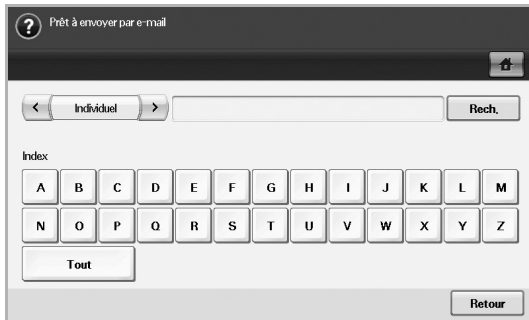 ? Prêt à envoyer par e-mail
< Individuel > Rech.
Index
A B C D E F G H I J K L M
N O P Q R S T U V W X Y Z
Tout
Retour